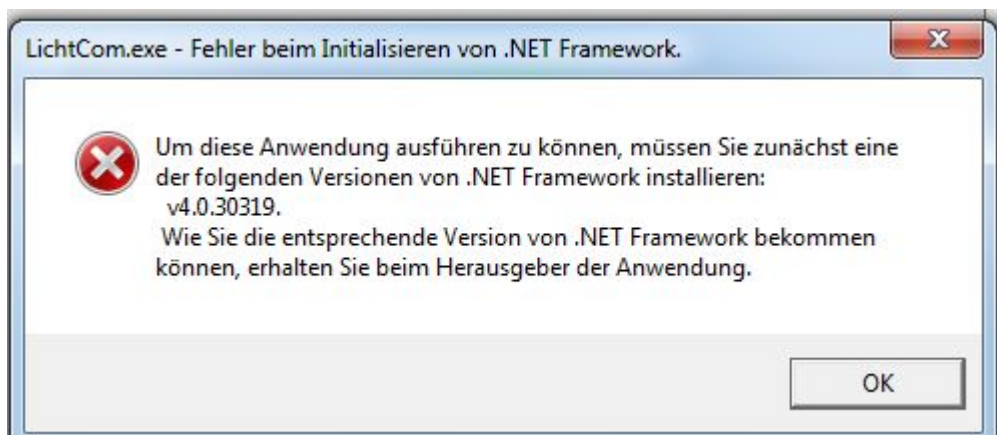 LichtCom.exe - Fehler beim Initialisieren von .NET Framework.
Um diese Anwendung ausführen zu können, müssen Sie zunächst eine
der folgenden Versionen von .NET Framework installieren:
v4.0.30319.
Wie Sie die entsprechende Version von .NET Framework bekommen
können, erhalten Sie beim Herausgeber der Anwendung.
OK